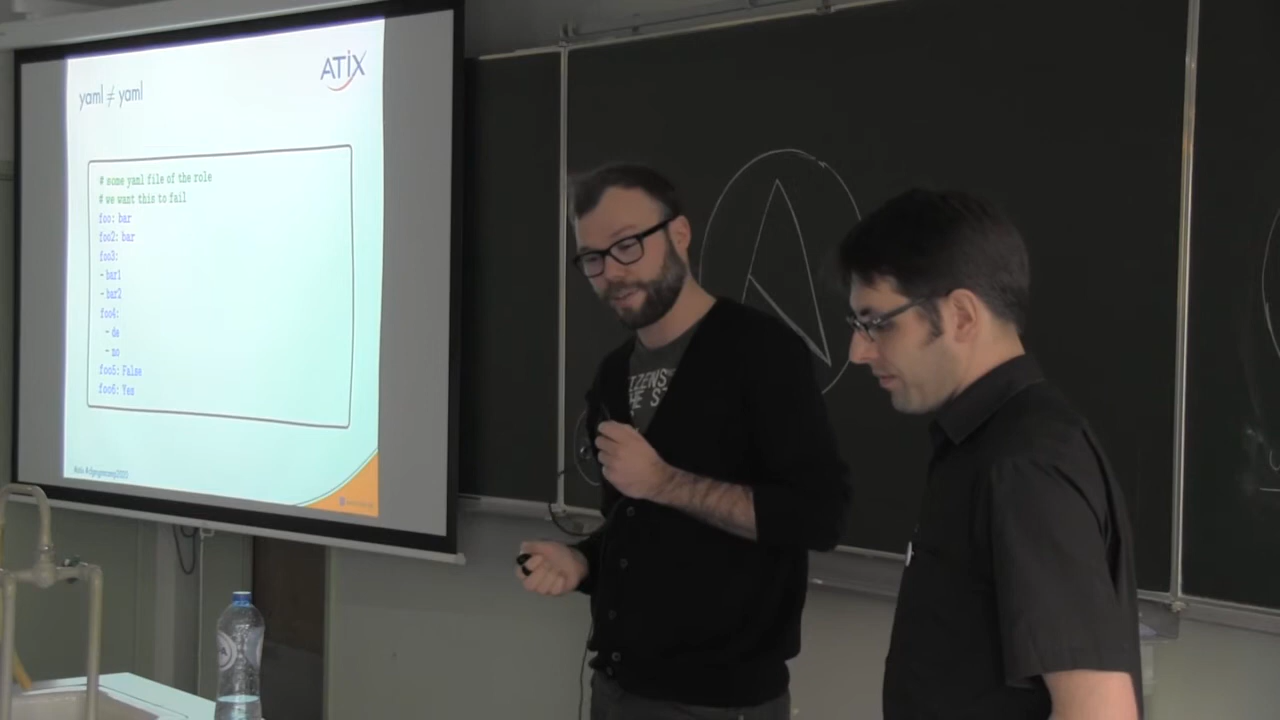 ATIX
yaml ≠ yaml
# some yaml file of the role
# we want this to fail
foo: bar
foo2: bar
foo3:
- bar1
- bar2
foo4:
- de
- no
foo5: False
foo6: Yes